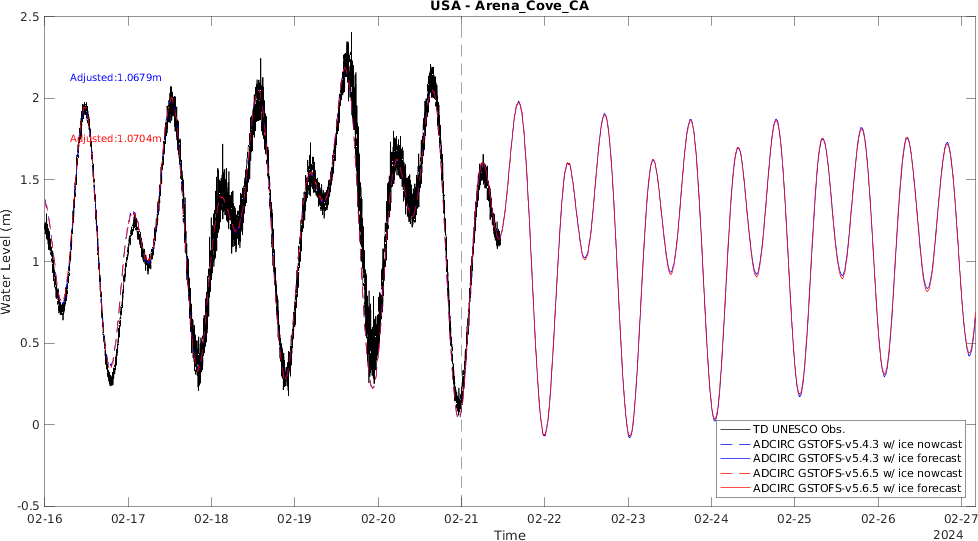 USA - Arena_Cove_CA
2.5
2
1.5
1
0.5
0
-0.5
Water Level (m)
Adjusted:1.0679m
Adjusted:1.0704m
TD UNESCO Obs.
ADCIRC GSTOFS-v5.4.3 w/ ice nowcast
ADCIRC GSTOFS-v5.4.3 w/ ice forecast
ADCIRC GSTOFS-v5.6.5 w/ ice nowcast
ADCIRC GSTOFS-v5.6.5 w/ ice forecast
02-16 02-17 02-18 02-19 02-20 02-21 02-22 02-23 02-24 02-25 02-26 02-27
Time
2024